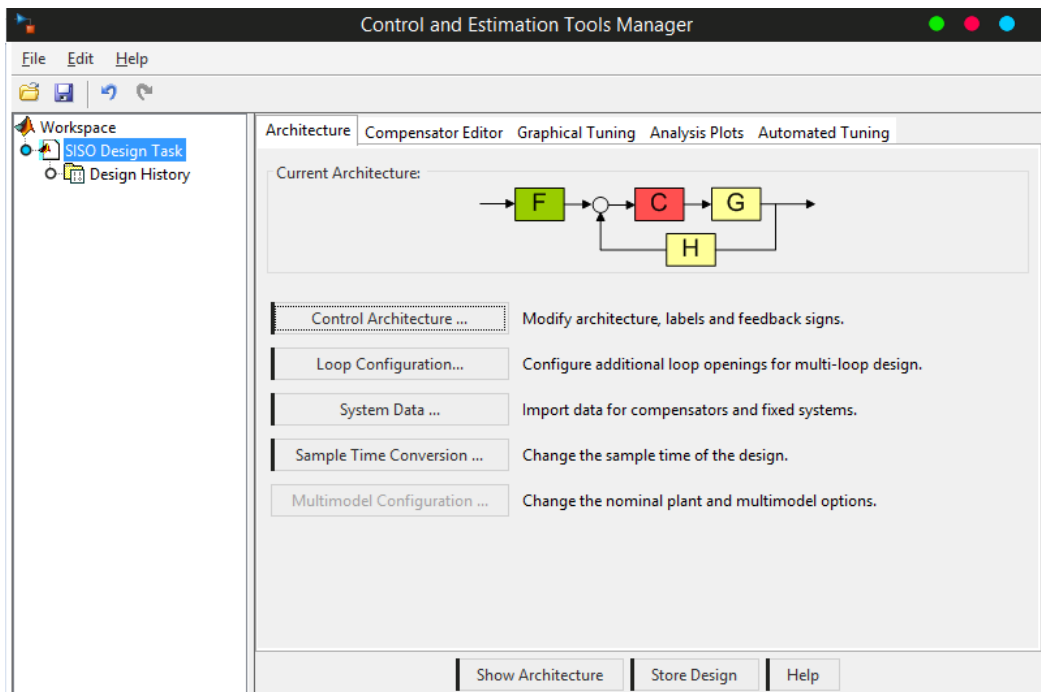 Control and Estimation Tools Manager
File Edit Help
Workspace
SISO Design Task
Design History
Architecture Compensator Editor Graphical Tuning Analysis Plots Automated Tuning
Current Architecture:
F C G
H
Control Architecture ... Modify architecture, labels and feedback signs.
Loop Configuration... Configure additional loop openings for multi-loop design.
System Data ... Import data for compensators and fixed systems.
Sample Time Conversion ... Change the sample time of the design.
Multimodel Configuration ... Change the nominal plant and multimodel options.
Show Architecture Store Design Help